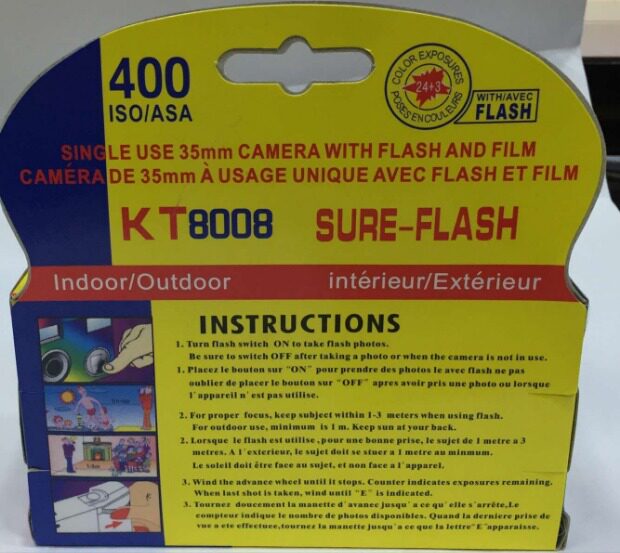 400
ISO/ASA
COLOR EXPOSURES
24+3
POSES EN COULEURS
WITH/AVEC
FLASH
SINGLE USE 35mm CAMERA WITH FLASH AND FILM
CAMÉRA DE 35mm À USAGE UNIQUE AVEC FLASH ET FILM
KT8008 SURE-FLASH
Indoor/Outdoor intérieur/Extérieur
INSTRUCTIONS
1. Turn flash switch ON to take flash photos.
Be sure to switch OFF after taking a photo or when the camera is not in use.
1. Placez le bouton sur "ON" pour prendre des photos le avec flash ne pas
oublier de placer le bouton sur "OFF" apres avoir pris une photo ou lorsque
l'appareil n'est pas utilise.
2. For proper focus, keep subject within 1-3 meters when using flash.
For outdoor use, minimum is 1 m. Keep sun at your back.
2. Lorsque le flash est utilise, pour une bonne prise, le sujet de 1 metre a 3
metres. A l'exterieur, le sujet doit se stuer a 1 metre au mnmum.
Le soleil doit être face au sujet, et non face a l'apparel.
3. Wind the advance wheel until it stops. Counter indicates exposures remaining.
When last shot is taken, wind until "E" is indicated.
3. Tournez doucement la manette d'avanec jusqu'a ce qu'elle s'arrête,Le
compteur indique le nombre de photos disponibles. Quand la derniere prise de
vue a ete effectuee,tournez la manette jusqu'a ce que la lettre"E"apparaisse.